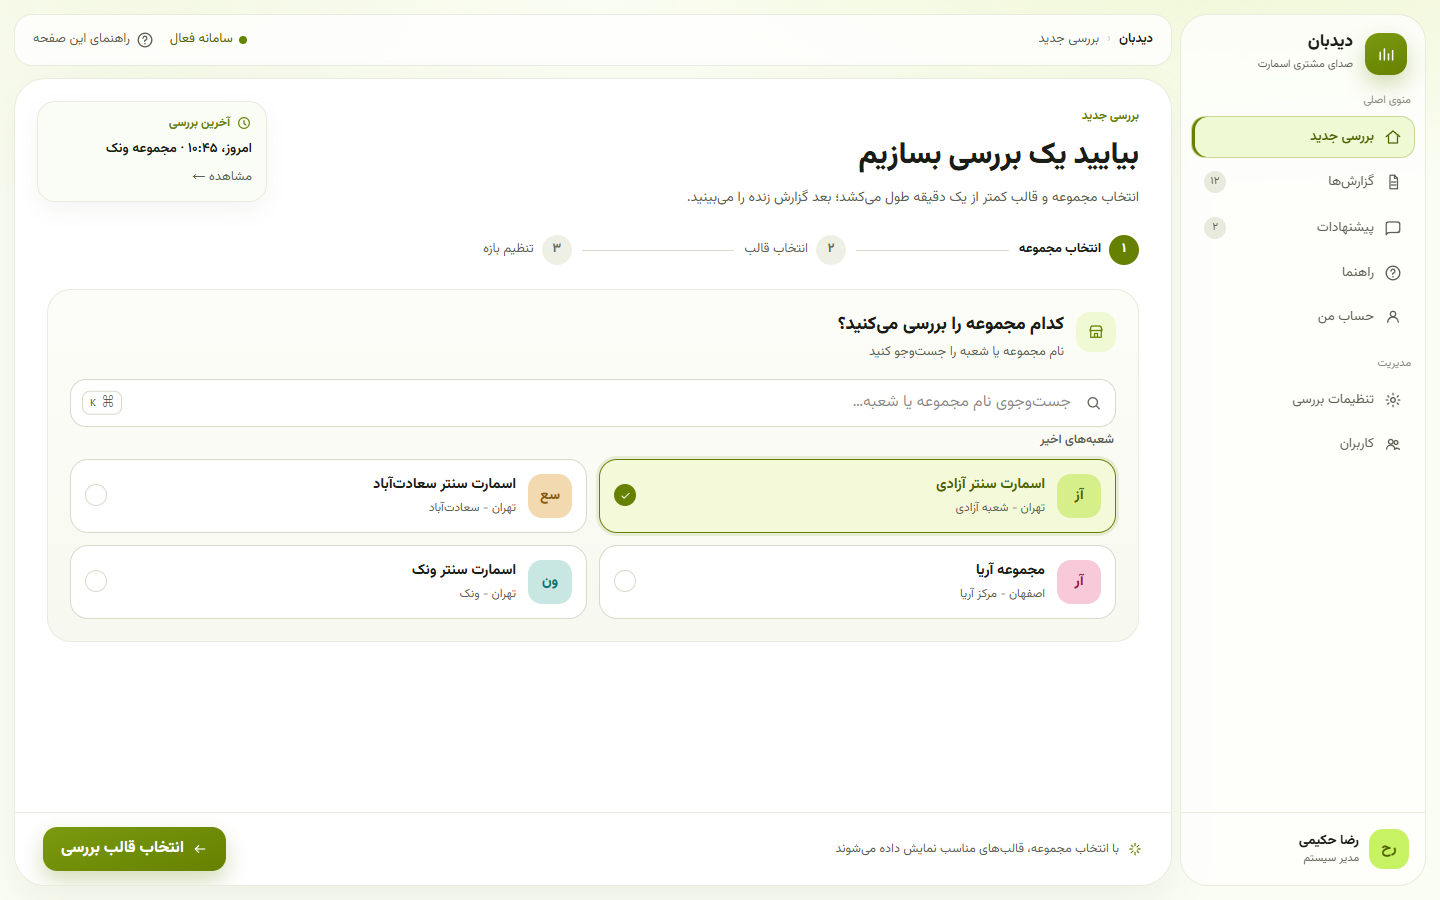 دیدبان
صدای مشتری اسمارت
منوی اصلی
بررسی جدید
گزارش‌ها
۱۲
پیشنهادات
۲
راهنما
حساب من
مدیریت
تنظیمات بررسی
کاربران
رح
رضا حکیمی
مدیر سیستم
دیدبان › بررسی جدید
سامانه فعال
راهنمای این صفحه
بررسی جدید
بیایید یک بررسی بسازیم
انتخاب مجموعه و قالب کمتر از یک دقیقه طول می‌کشد؛ بعد گزارش زنده را می‌بینید.
آخرین بررسی
امروز، ۱۰:۴۵ · مجموعه ونک
مشاهده ←
۱ انتخاب مجموعه
۲ انتخاب قالب
۳ تنظیم بازه
کدام مجموعه را بررسی می‌کنید؟
نام مجموعه یا شعبه را جست‌وجو کنید
جست‌وجوی نام مجموعه یا شعبه...
⌘ K
شعبه‌های اخیر
آز
اسمارت سنتر آزادی
تهران - شعبه آزادی
سع
اسمارت سنتر سعادت‌آباد
تهران - سعادت‌آباد
آر
مجموعه آریا
اصفهان - مرکز آریا
ون
اسمارت سنتر ونک
تهران - ونک
با انتخاب مجموعه، قالب‌های مناسب نمایش داده می‌شوند
← انتخاب قالب بررسی